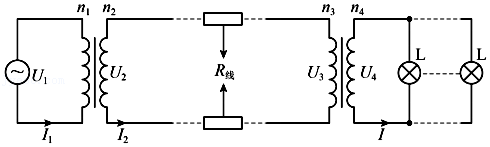 n₁ n₂ n₃ n₄
L L
U₁ U₂ R线 U₃ U₄
I₁ I₂ I